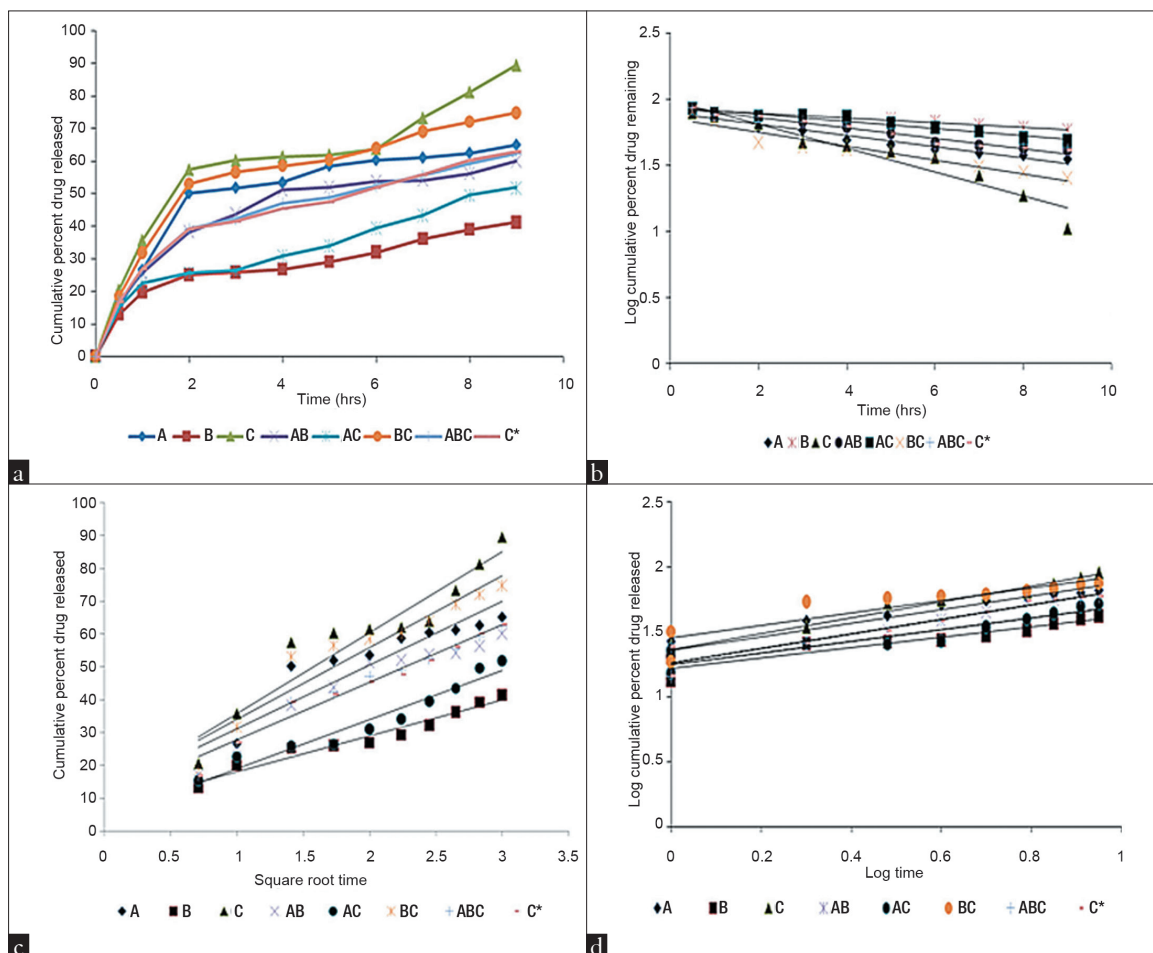 100
90
80
70
60
50
40
30
20
10
0
Cumulative percent drug released
0 2 4 6 8 10
Time (hrs)
A B C AB AC BC ABC C*
a
2.5
2
1.5
1
0.5
0
Log cumulative percent drug remaining
0 2 4 6 8 10
Time (hrs)
A B C AB AC BC ABC C*
b
100
90
80
70
60
50
40
30
20
10
0
Cumulative percent drug released
0 0.5 1 1.5 2 2.5 3 3.5
Square root time
A B C AB AC BC ABC C*
c
2.5
2
1.5
1
0.5
0
Log cumulative percent drug released
0 0.2 0.4 0.6 0.8 1
Log time
A B C AB AC BC ABC C*
d